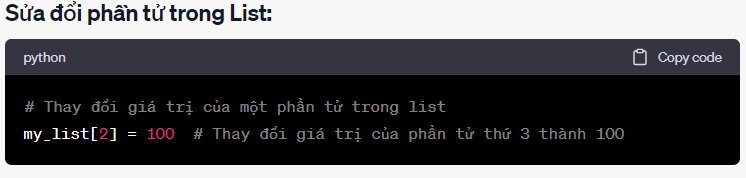 Sửa đổi phần tử trong List:
python Copy code
# Thay đổi giá trị của một phần tử trong list
my_list[2] = 100  # Thay đổi giá trị của phần tử thứ 3 thành 100